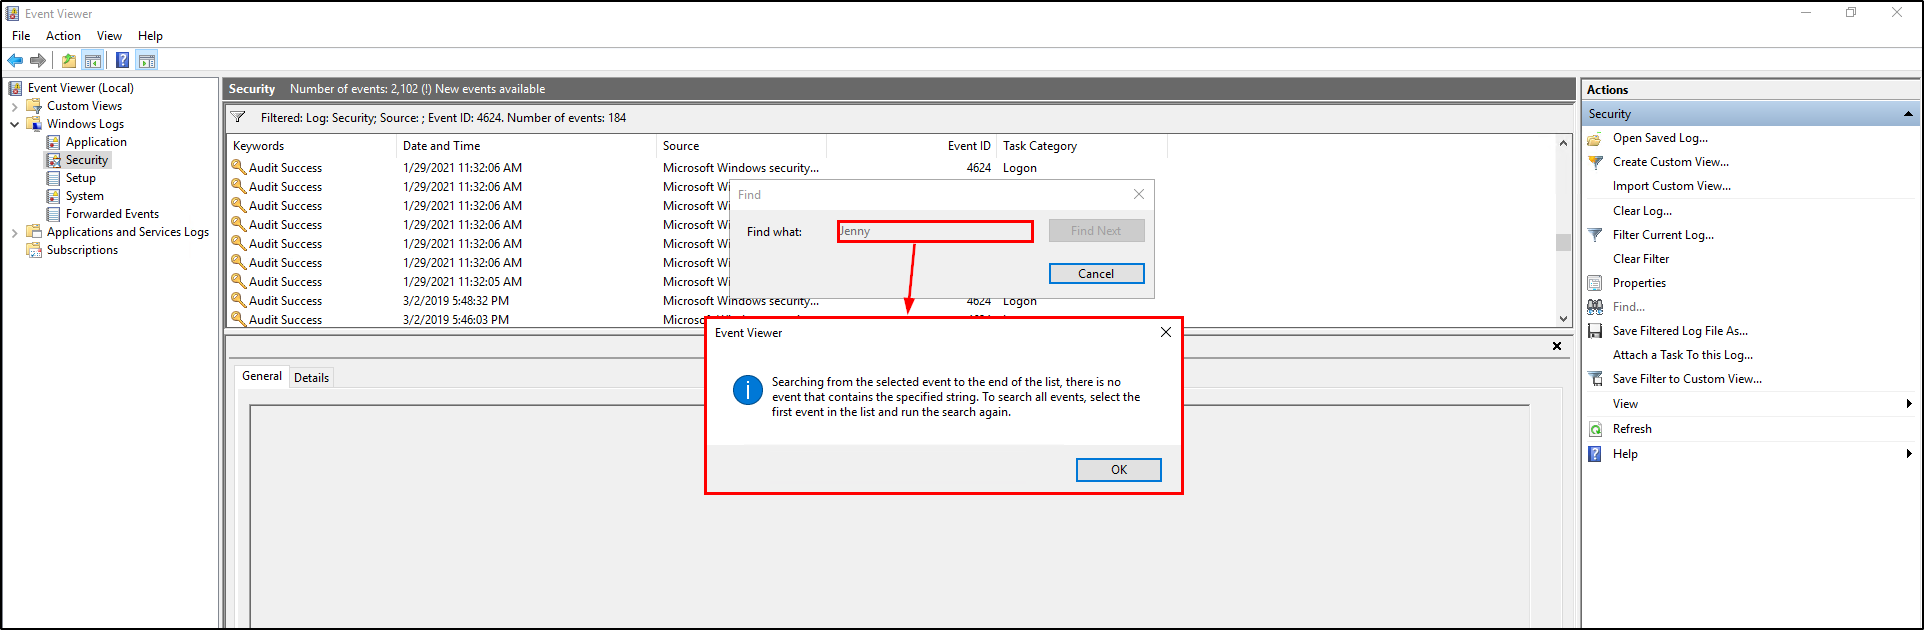 Event Viewer
File Action View Help
Event Viewer (Local)
Custom Views
Windows Logs
Application
Security
Setup
System
Forwarded Events
Applications and Services Logs
Subscriptions
Security Number of events: 2,102 (!) New events available
Filtered: Log: Security; Source: ; Event ID: 4624. Number of events: 184
Keywords Date and Time Source Event ID Task Category
Audit Success 1/29/2021 11:32:06 AM Microsoft Windows security... 4624 Logon
Audit Success 1/29/2021 11:32:06 AM Microsoft Wi
Audit Success 1/29/2021 11:32:06 AM Microsoft Wi
Audit Success 1/29/2021 11:32:06 AM Microsoft Wi
Audit Success 1/29/2021 11:32:06 AM Microsoft Wi
Audit Success 1/29/2021 11:32:06 AM Microsoft Wi
Audit Success 1/29/2021 11:32:05 AM Microsoft Wi
Audit Success 3/2/2019 5:48:32 PM Microsoft Windows security... 4624 Logon
Audit Success 3/2/2019 5:46:03 PM Microso
Find
Find what: Jenny Find Next
Cancel
Event Viewer
Searching from the selected event to the end of the list, there is no
event that contains the specified string. To search all events, select the
first event in the list and run the search again.
OK
General Details
Actions
Security
Open Saved Log...
Create Custom View...
Import Custom View...
Clear Log...
Filter Current Log...
Clear Filter
Properties
Find...
Save Filtered Log File As...
Attach a Task To this Log...
Save Filter to Custom View...
View
Refresh
Help